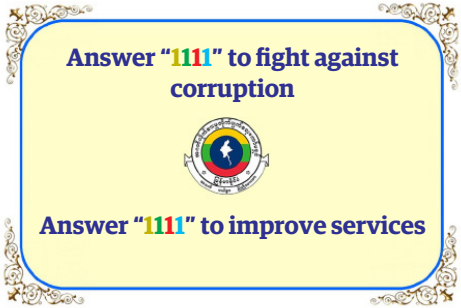 Answer “1111” to fight against
corruption
Answer “1111” to improve services